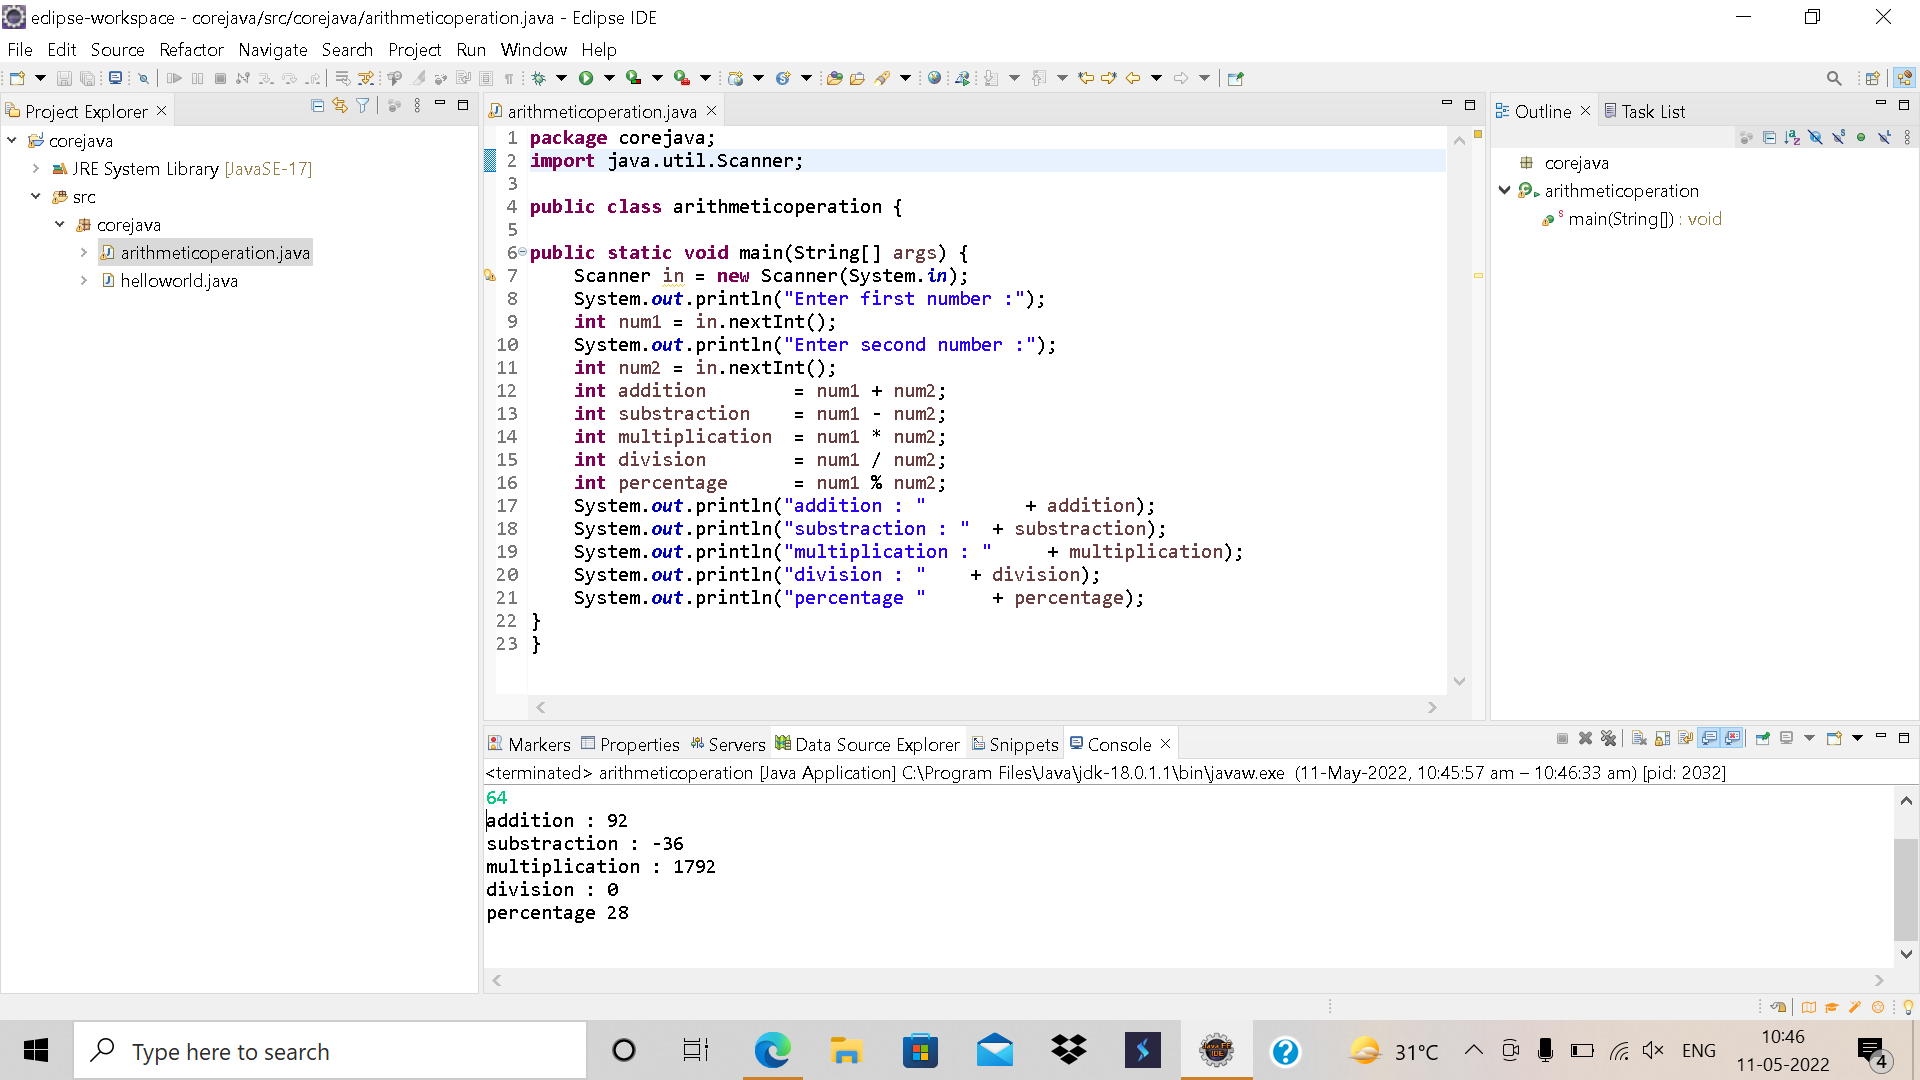 eclipse-workspace - corejava/src/corejava/arithmeticoperation.java - Eclipse IDE
File Edit Source Refactor Navigate Search Project Run Window Help
Project Explorer
corejava
JRE System Library [JavaSE-17]
src
corejava
arithmeticoperation.java
helloworld.java
arithmeticoperation.java
1 package corejava;
2 import java.util.Scanner;
3
4 public class arithmeticoperation {
5
6 public static void main(String[] args) {
7 Scanner in = new Scanner(System.in);
8 System.out.println("Enter first number :");
9 int num1 = in.nextInt();
10 System.out.println("Enter second number :");
11 int num2 = in.nextInt();
12 int addition = num1 + num2;
13 int substraction = num1 - num2;
14 int multiplication = num1 * num2;
15 int division = num1 / num2;
16 int percentage = num1 % num2;
17 System.out.println("addition : " + addition);
18 System.out.println("substraction : " + substraction);
19 System.out.println("multiplication : " + multiplication);
20 System.out.println("division : " + division);
21 System.out.println("percentage " + percentage);
22 }
23 }
Outline Task List
corejava
arithmeticoperation
main(String[]) : void
Markers Properties Servers Data Source Explorer Snippets Console
<terminated> arithmeticoperation [Java Application] C:\Program Files\Java\jdk-18.0.1.1\bin\javaw.exe (11-May-2022, 10:45:57 am – 10:46:33 am) [pid: 2032]
64
addition : 92
substraction : -36
multiplication : 1792
division : 0
percentage 28
Type here to search
31°C
ENG
10:46
11-05-2022
4